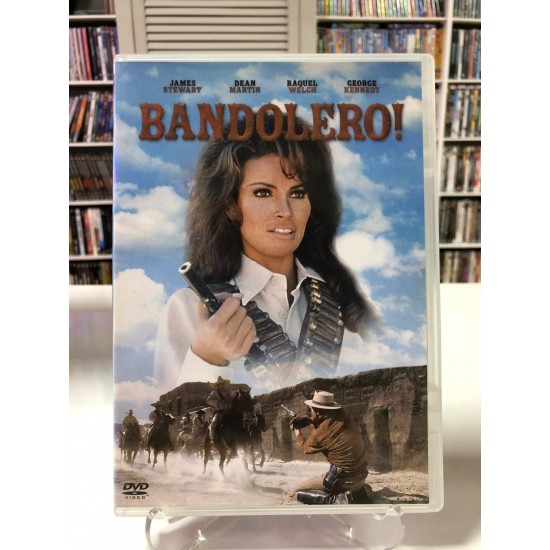 JAMES DEAN RAQUEL GEORGE
STEWART MARTIN WELCH KENNEDY
BANDOLERO!
DVD
VIDEO